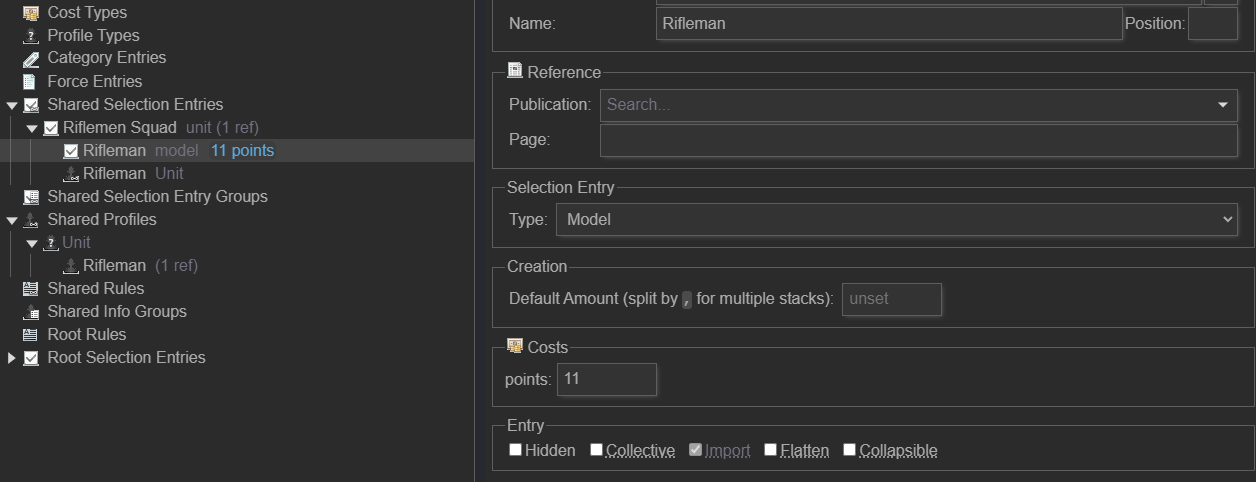 Cost Types
Profile Types
Category Entries
Force Entries
Shared Selection Entries
Riflemen Squad unit (1 ref)
Rifleman model 11 points
Rifleman Unit
Shared Selection Entry Groups
Shared Profiles
Unit
Rifleman (1 ref)
Shared Rules
Shared Info Groups
Root Rules
Root Selection Entries
Name: Rifleman Position:
Reference
Publication: Search...
Page:
Selection Entry
Type: Model
Creation
Default Amount (split by , for multiple stacks): unset
Costs
points: 11
Entry
Hidden Collective Import Flatten Collapsible